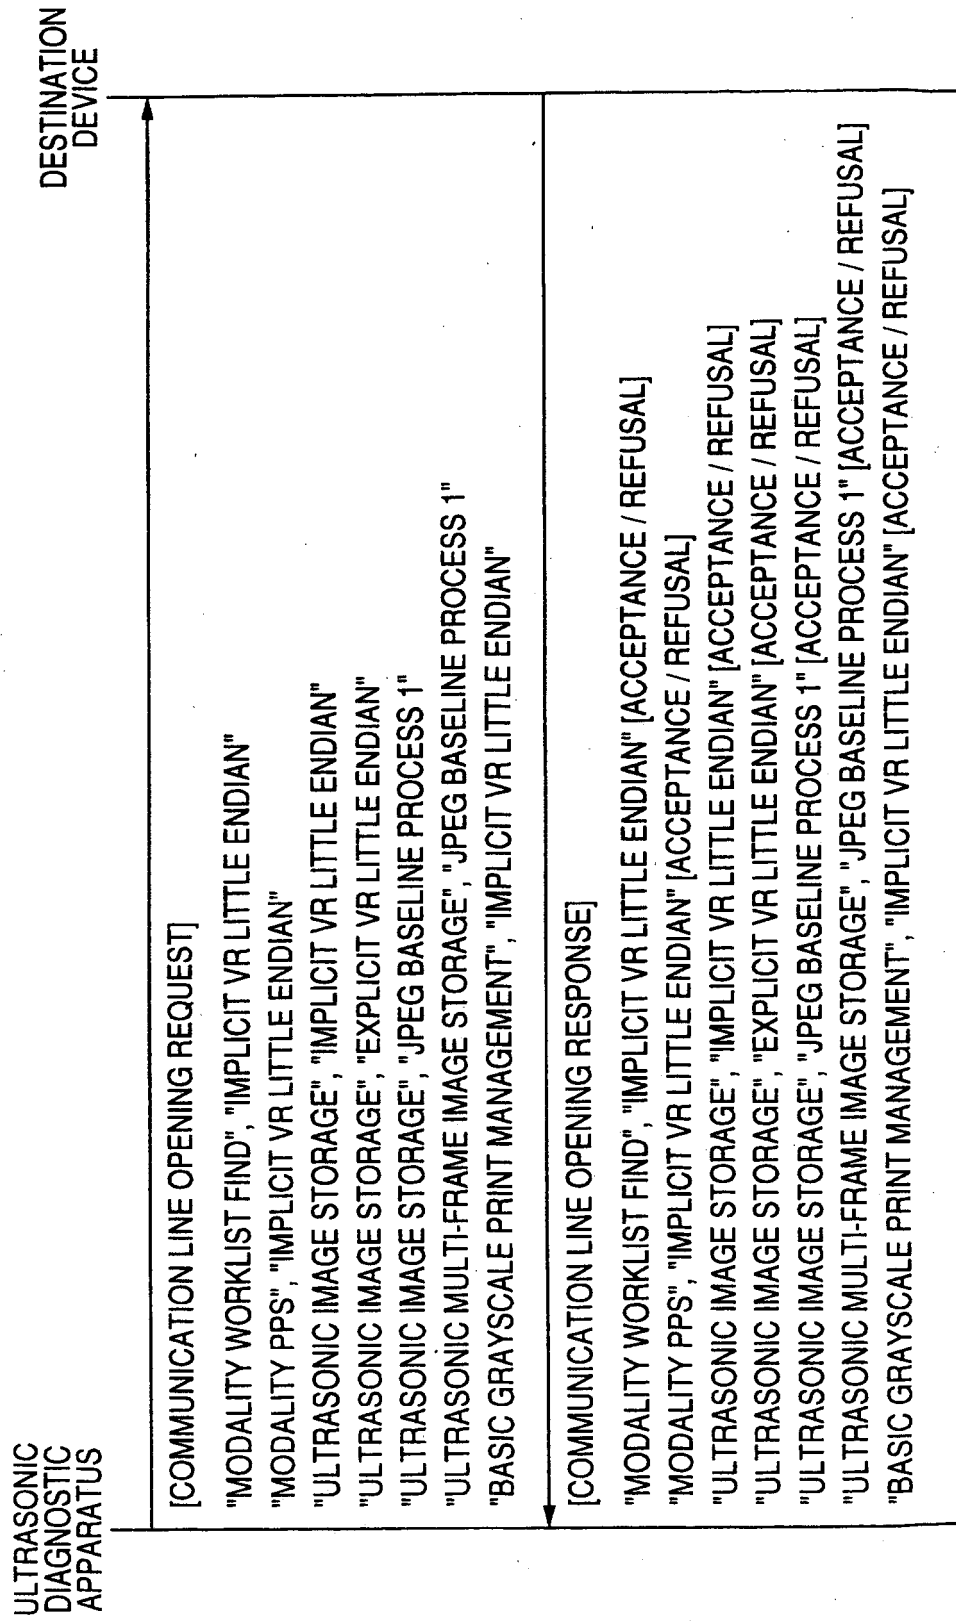 ULTRASONIC
DIAGNOSTIC
APPARATUS
DESTINATION
DEVICE
[COMMUNICATION LINE OPENING REQUEST]
"MODALITY WORKLIST FIND", "IMPLICIT VR LITTLE ENDIAN"
"MODALITY PPS", "IMPLICIT VR LITTLE ENDIAN"
"ULTRASONIC IMAGE STORAGE", "IMPLICIT VR LITTLE ENDIAN"
"ULTRASONIC IMAGE STORAGE", "EXPLICIT VR LITTLE ENDIAN"
"ULTRASONIC IMAGE STORAGE", "JPEG BASELINE PROCESS 1"
"ULTRASONIC MULTI-FRAME IMAGE STORAGE", "JPEG BASELINE PROCESS 1"
"BASIC GRAYSCALE PRINT MANAGEMENT", "IMPLICIT VR LITTLE ENDIAN"
[COMMUNICATION LINE OPENING RESPONSE]
"MODALITY WORKLIST FIND", "IMPLICIT VR LITTLE ENDIAN" [ACCEPTANCE / REFUSAL]
"MODALITY PPS", "IMPLICIT VR LITTLE ENDIAN" [ACCEPTANCE / REFUSAL]
"ULTRASONIC IMAGE STORAGE", "IMPLICIT VR LITTLE ENDIAN" [ACCEPTANCE / REFUSAL]
"ULTRASONIC IMAGE STORAGE", "EXPLICIT VR LITTLE ENDIAN" [ACCEPTANCE / REFUSAL]
"ULTRASONIC IMAGE STORAGE", "JPEG BASELINE PROCESS 1" [ACCEPTANCE / REFUSAL]
"ULTRASONIC MULTI-FRAME IMAGE STORAGE", "JPEG BASELINE PROCESS 1" [ACCEPTANCE / REFUSAL]
"BASIC GRAYSCALE PRINT MANAGEMENT", "IMPLICIT VR LITTLE ENDIAN" [ACCEPTANCE / REFUSAL]